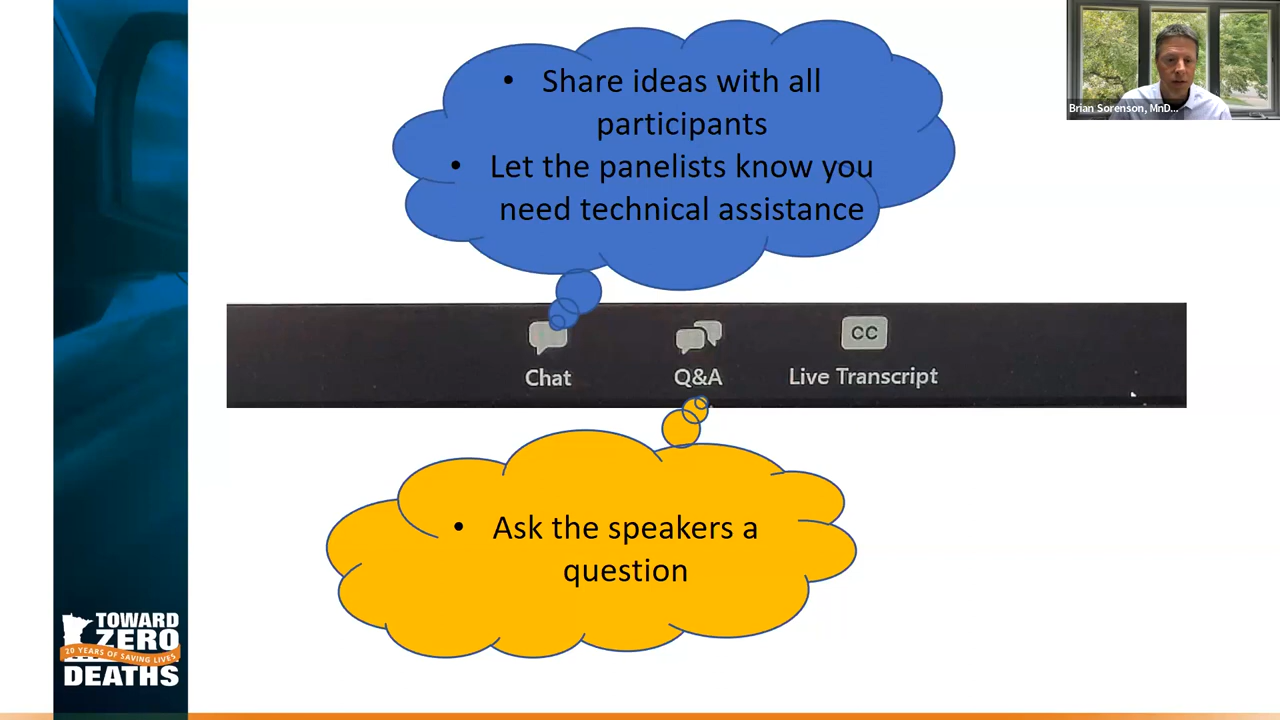 • Share ideas with all
participants
• Let the panelists know you
need technical assistance
Brian Sorenson, MnD...
CC
Chat
Q&A
Live Transcript
• Ask the speakers a
question
TOWARD
ZERO
20 YEARS OF SAVING LIVES
DEATHS